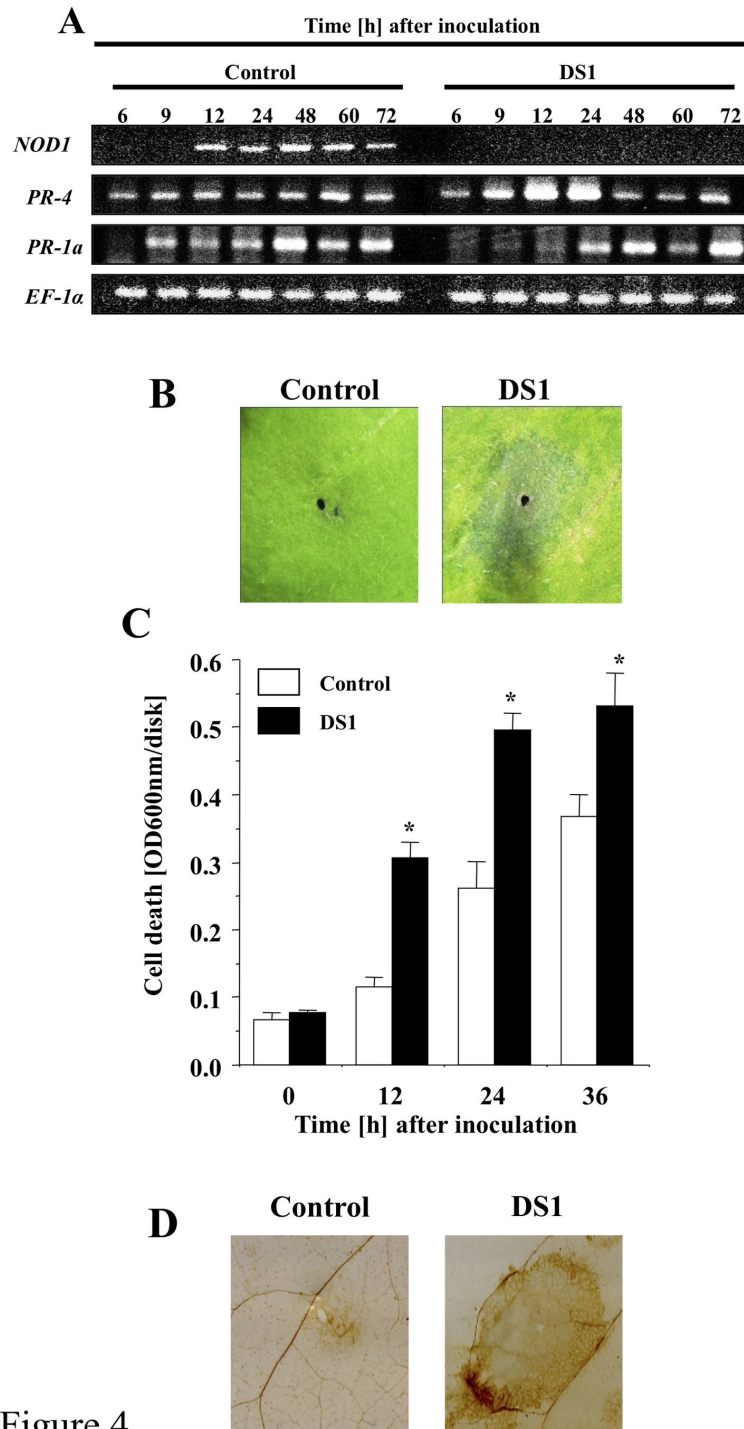 A
Time [h] after inoculation
Control DS1
6 9 12 24 48 60 72 6 9 12 24 48 60 72
NOD1
PR-4
PR-1a
EF-1α
B
Control DS1
C
0.6
0.5
0.4
0.3
0.2
0.1
0.0
Cell death [OD600nm/disk]
Control
DS1
* * *
0 12 24 36
Time [h] after inoculation
D
Control DS1
Figure 4